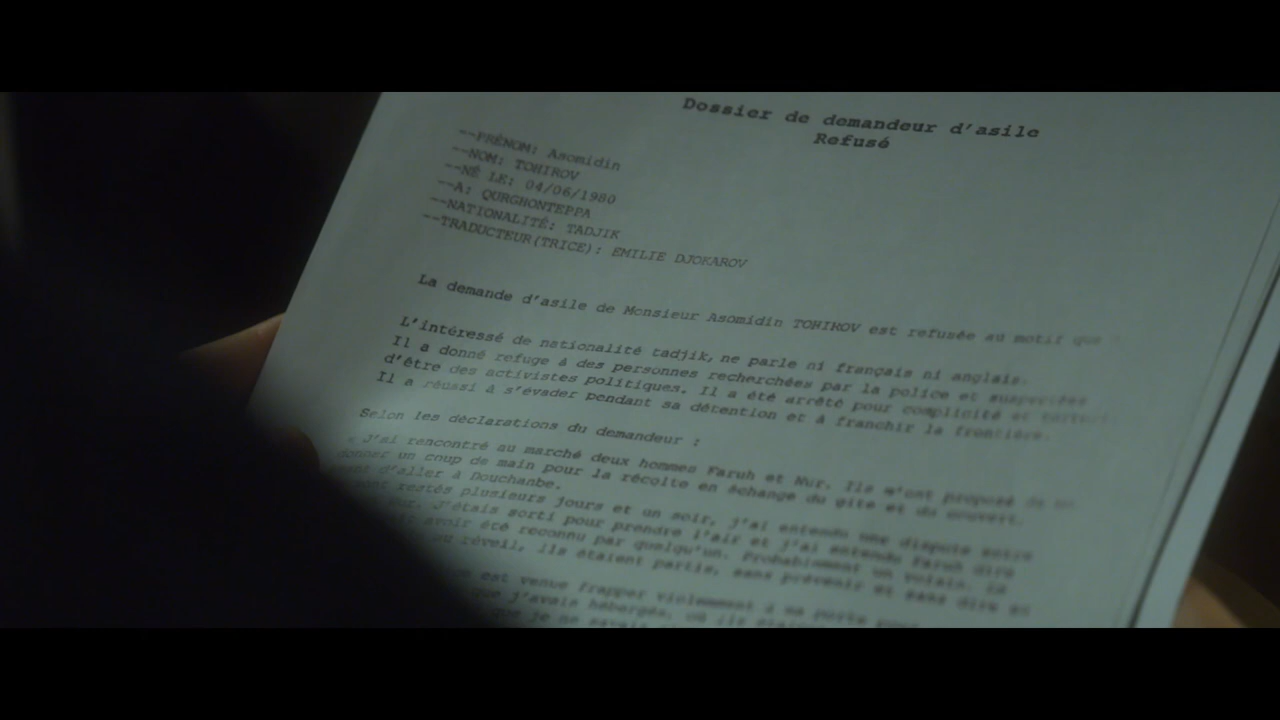 Dossier de demandeur d'asile
Refusé
--PRÉNOM: Asomidin
--NOM: TOHIROV
--NÉ LE: 04/06/1980
--A: QURGHONTEPPA
--NATIONALITÉ: TADJIK
--TRADUCTEUR(TRICE): EMILIE DJOKAROV
La demande d'asile de Monsieur Asomidin TOHIROV est refusée au motif que
L'intéressé de nationalité tadjik, ne parle ni français ni anglais.
Il a donné refuge à des personnes recherchées par la police et suspectées
d'être des activistes politiques. Il a été arrêté pour complicité et
Il a réussi à s'évader pendant sa détention et à franchir la frontière.
Selon les déclarations du demandeur :
« J'ai rencontré au marché deux hommes Faruh et Nur. Ils m'ont proposé de
donner un coup de main pour la récolte en échange du gîte et du couvert.
d'aller à Douchanbe.
restés plusieurs jours et un soir, j'ai entendu une dispute entre
J'étais sorti pour prendre l'air et j'ai entendu Faruh dire
avoir été reconnu par quelqu'un. Probablement un voisin.
réveil, ils étaient partis, sans prévenir et sans dire
est venue frapper violemment à ma porte pour
que j'avais hébergés. Où ils
je ne savais